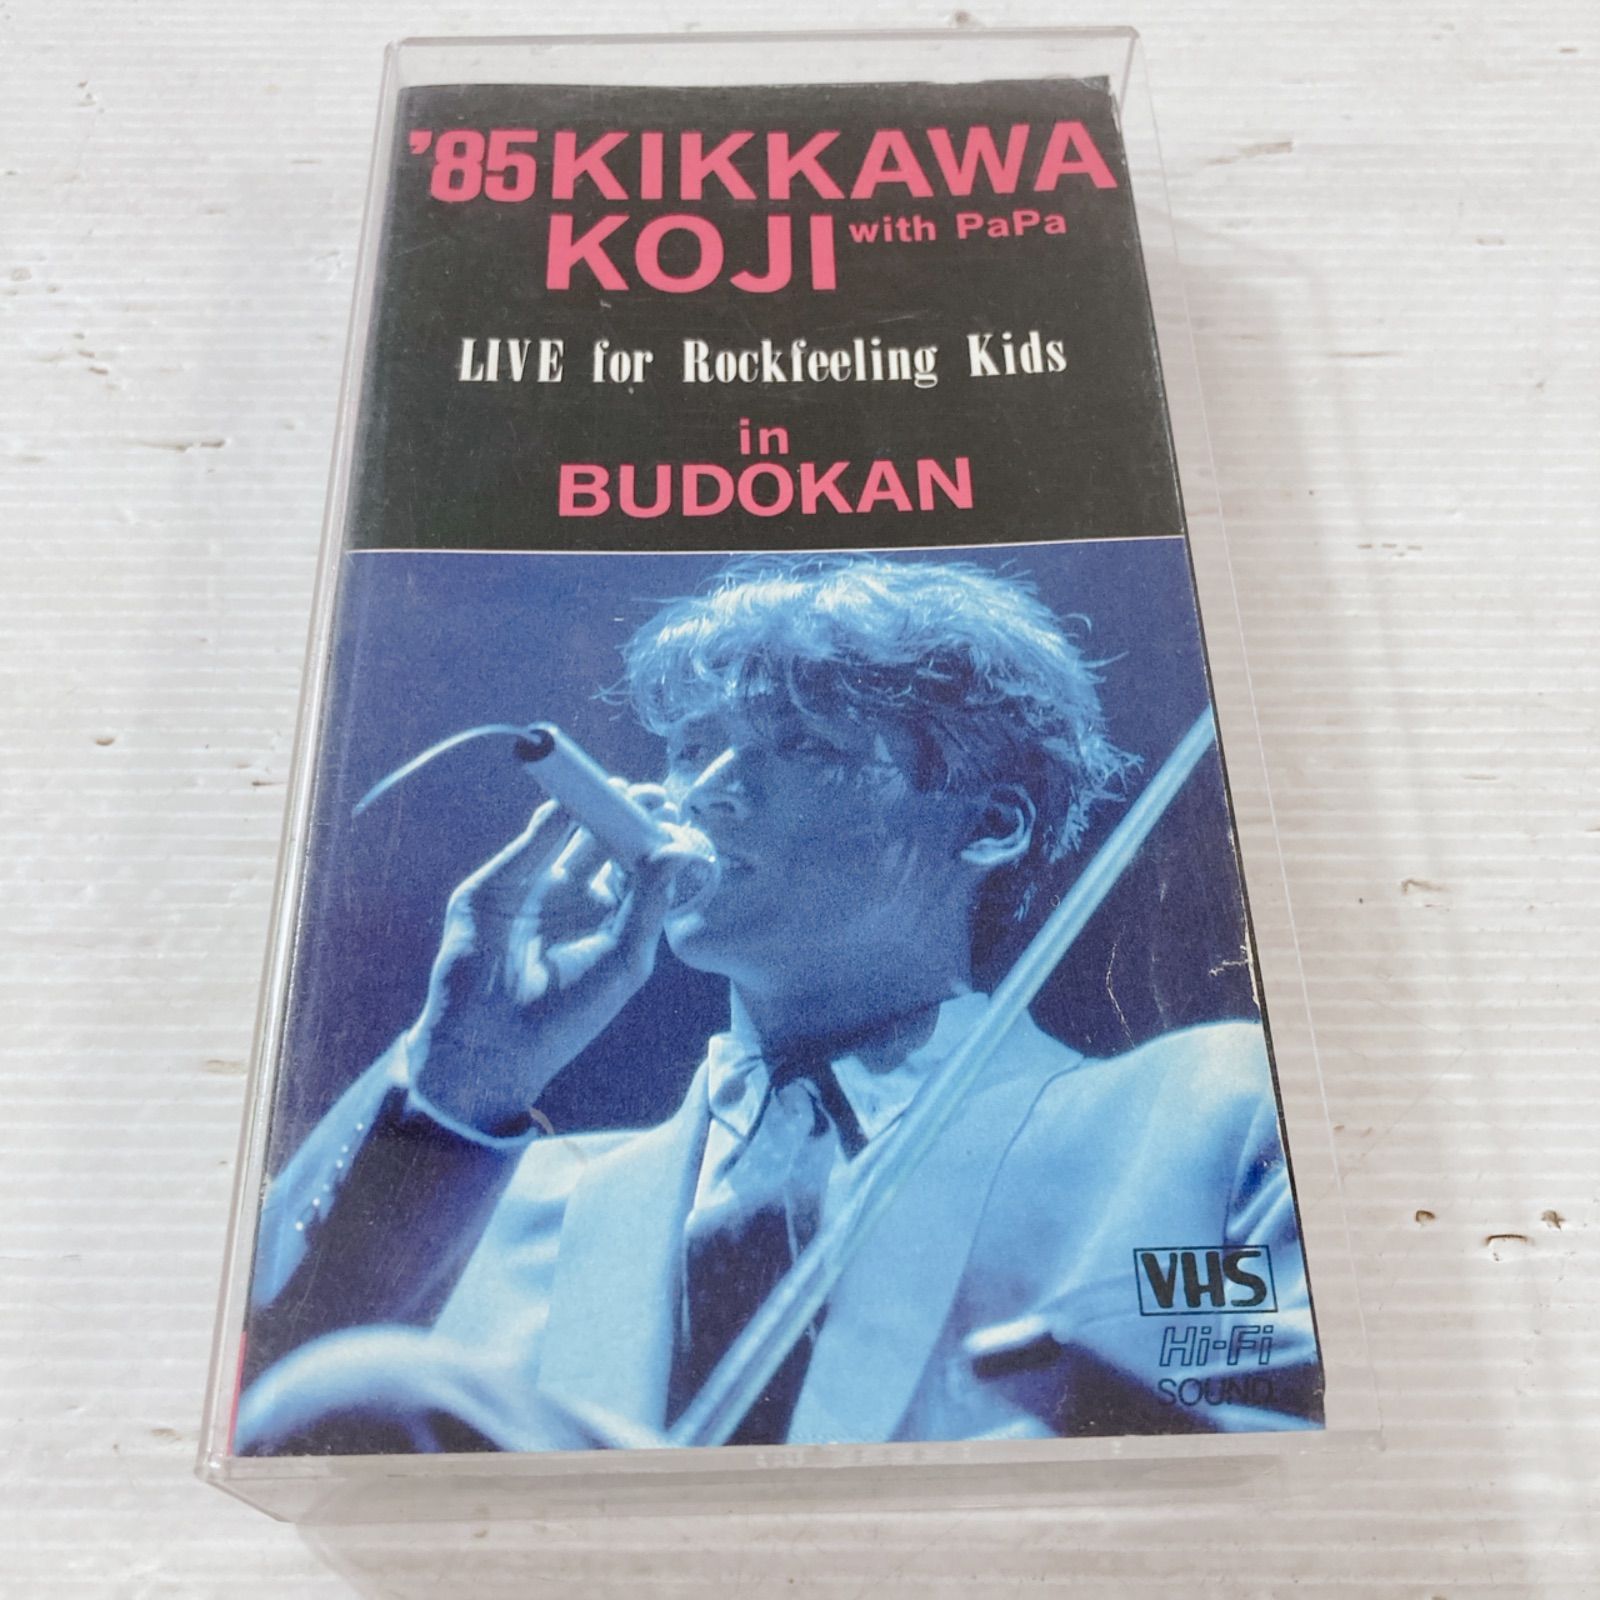 '85 KIKKAWA
KOJI with PaPa
LIVE for Rockfeeling Kids
in
BUDOKAN
VHS
Hi-Fi
SOUND